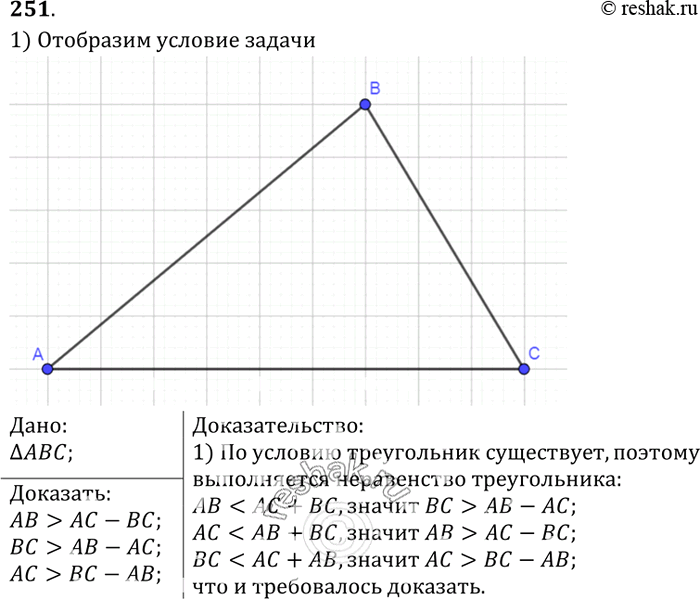 251.
© reshak.ru
1) Отобразим условие задачи
B
A
C
Дано:
ΔABC;
Доказать:
AB > AC − BC;
BC > AB − AC;
AC > BC − AB;
Доказательство:
1) По условию треугольник существует, поэтому
выполняется неравенство треугольника:
AB < AC + BC, значит BC > AB − AC;
AC < AB + BC, значит AB > AC − BC;
BC < AC + AB, значит AC > BC − AB;
что и требовалось доказать.
reshak.ru